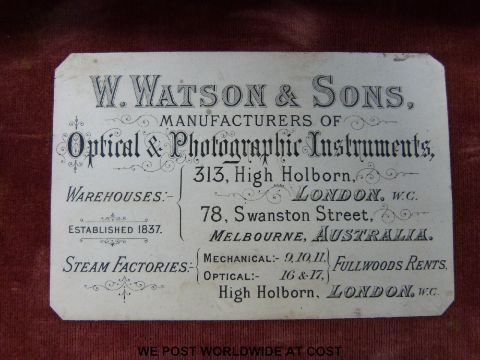 W. WATSON & SONS,
MANUFACTURERS OF
Optical & Photographic Instruments,
WAREHOUSES:- 313, High Holborn,
LONDON. W.C.
78, Swanston Street,
ESTABLISHED 1837.
MELBOURNE, AUSTRALIA.
STEAM FACTORIES:- MECHANICAL:- 9, 10, 11. FULLWOODS RENTS,
OPTICAL:- 16 & 17,
High Holborn, LONDON. W.C.
WE POST WORLDWIDE AT COST